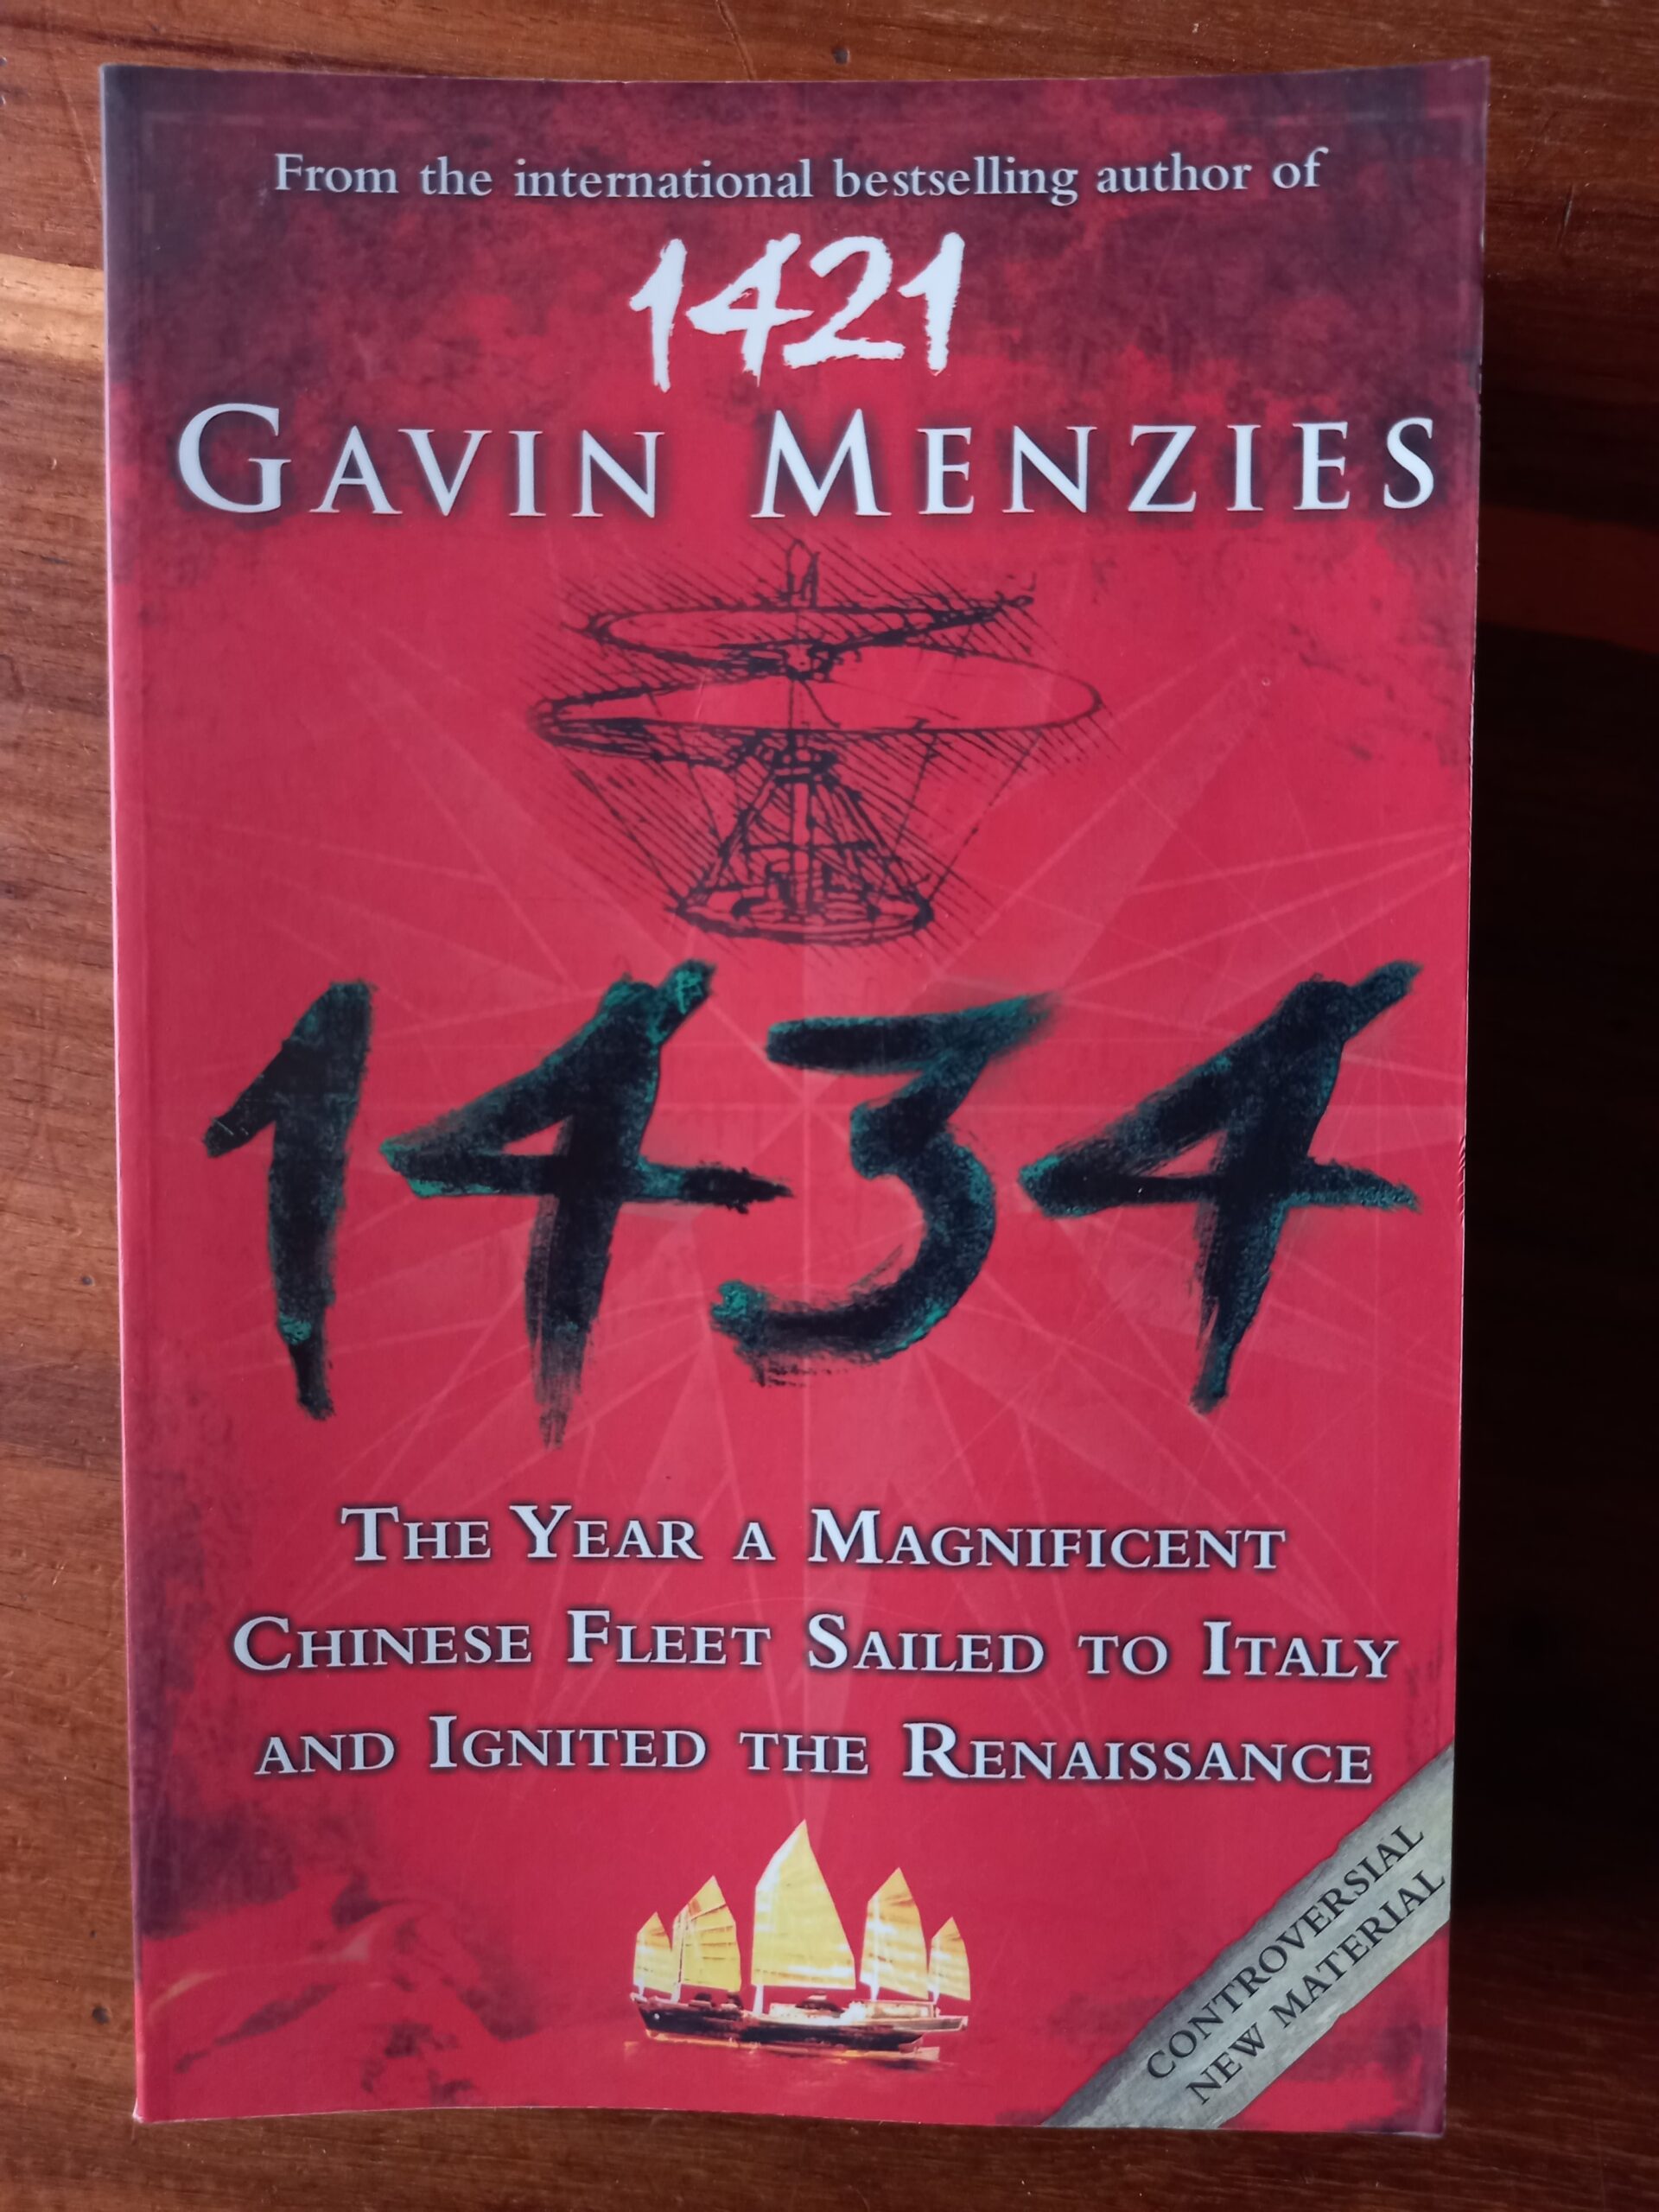 From the international bestselling author of
1421
GAVIN MENZIES
1434
THE YEAR A MAGNIFICENT
CHINESE FLEET SAILED TO ITALY
AND IGNITED THE RENAISSANCE
CONTROVERSIAL
NEW MATERIAL